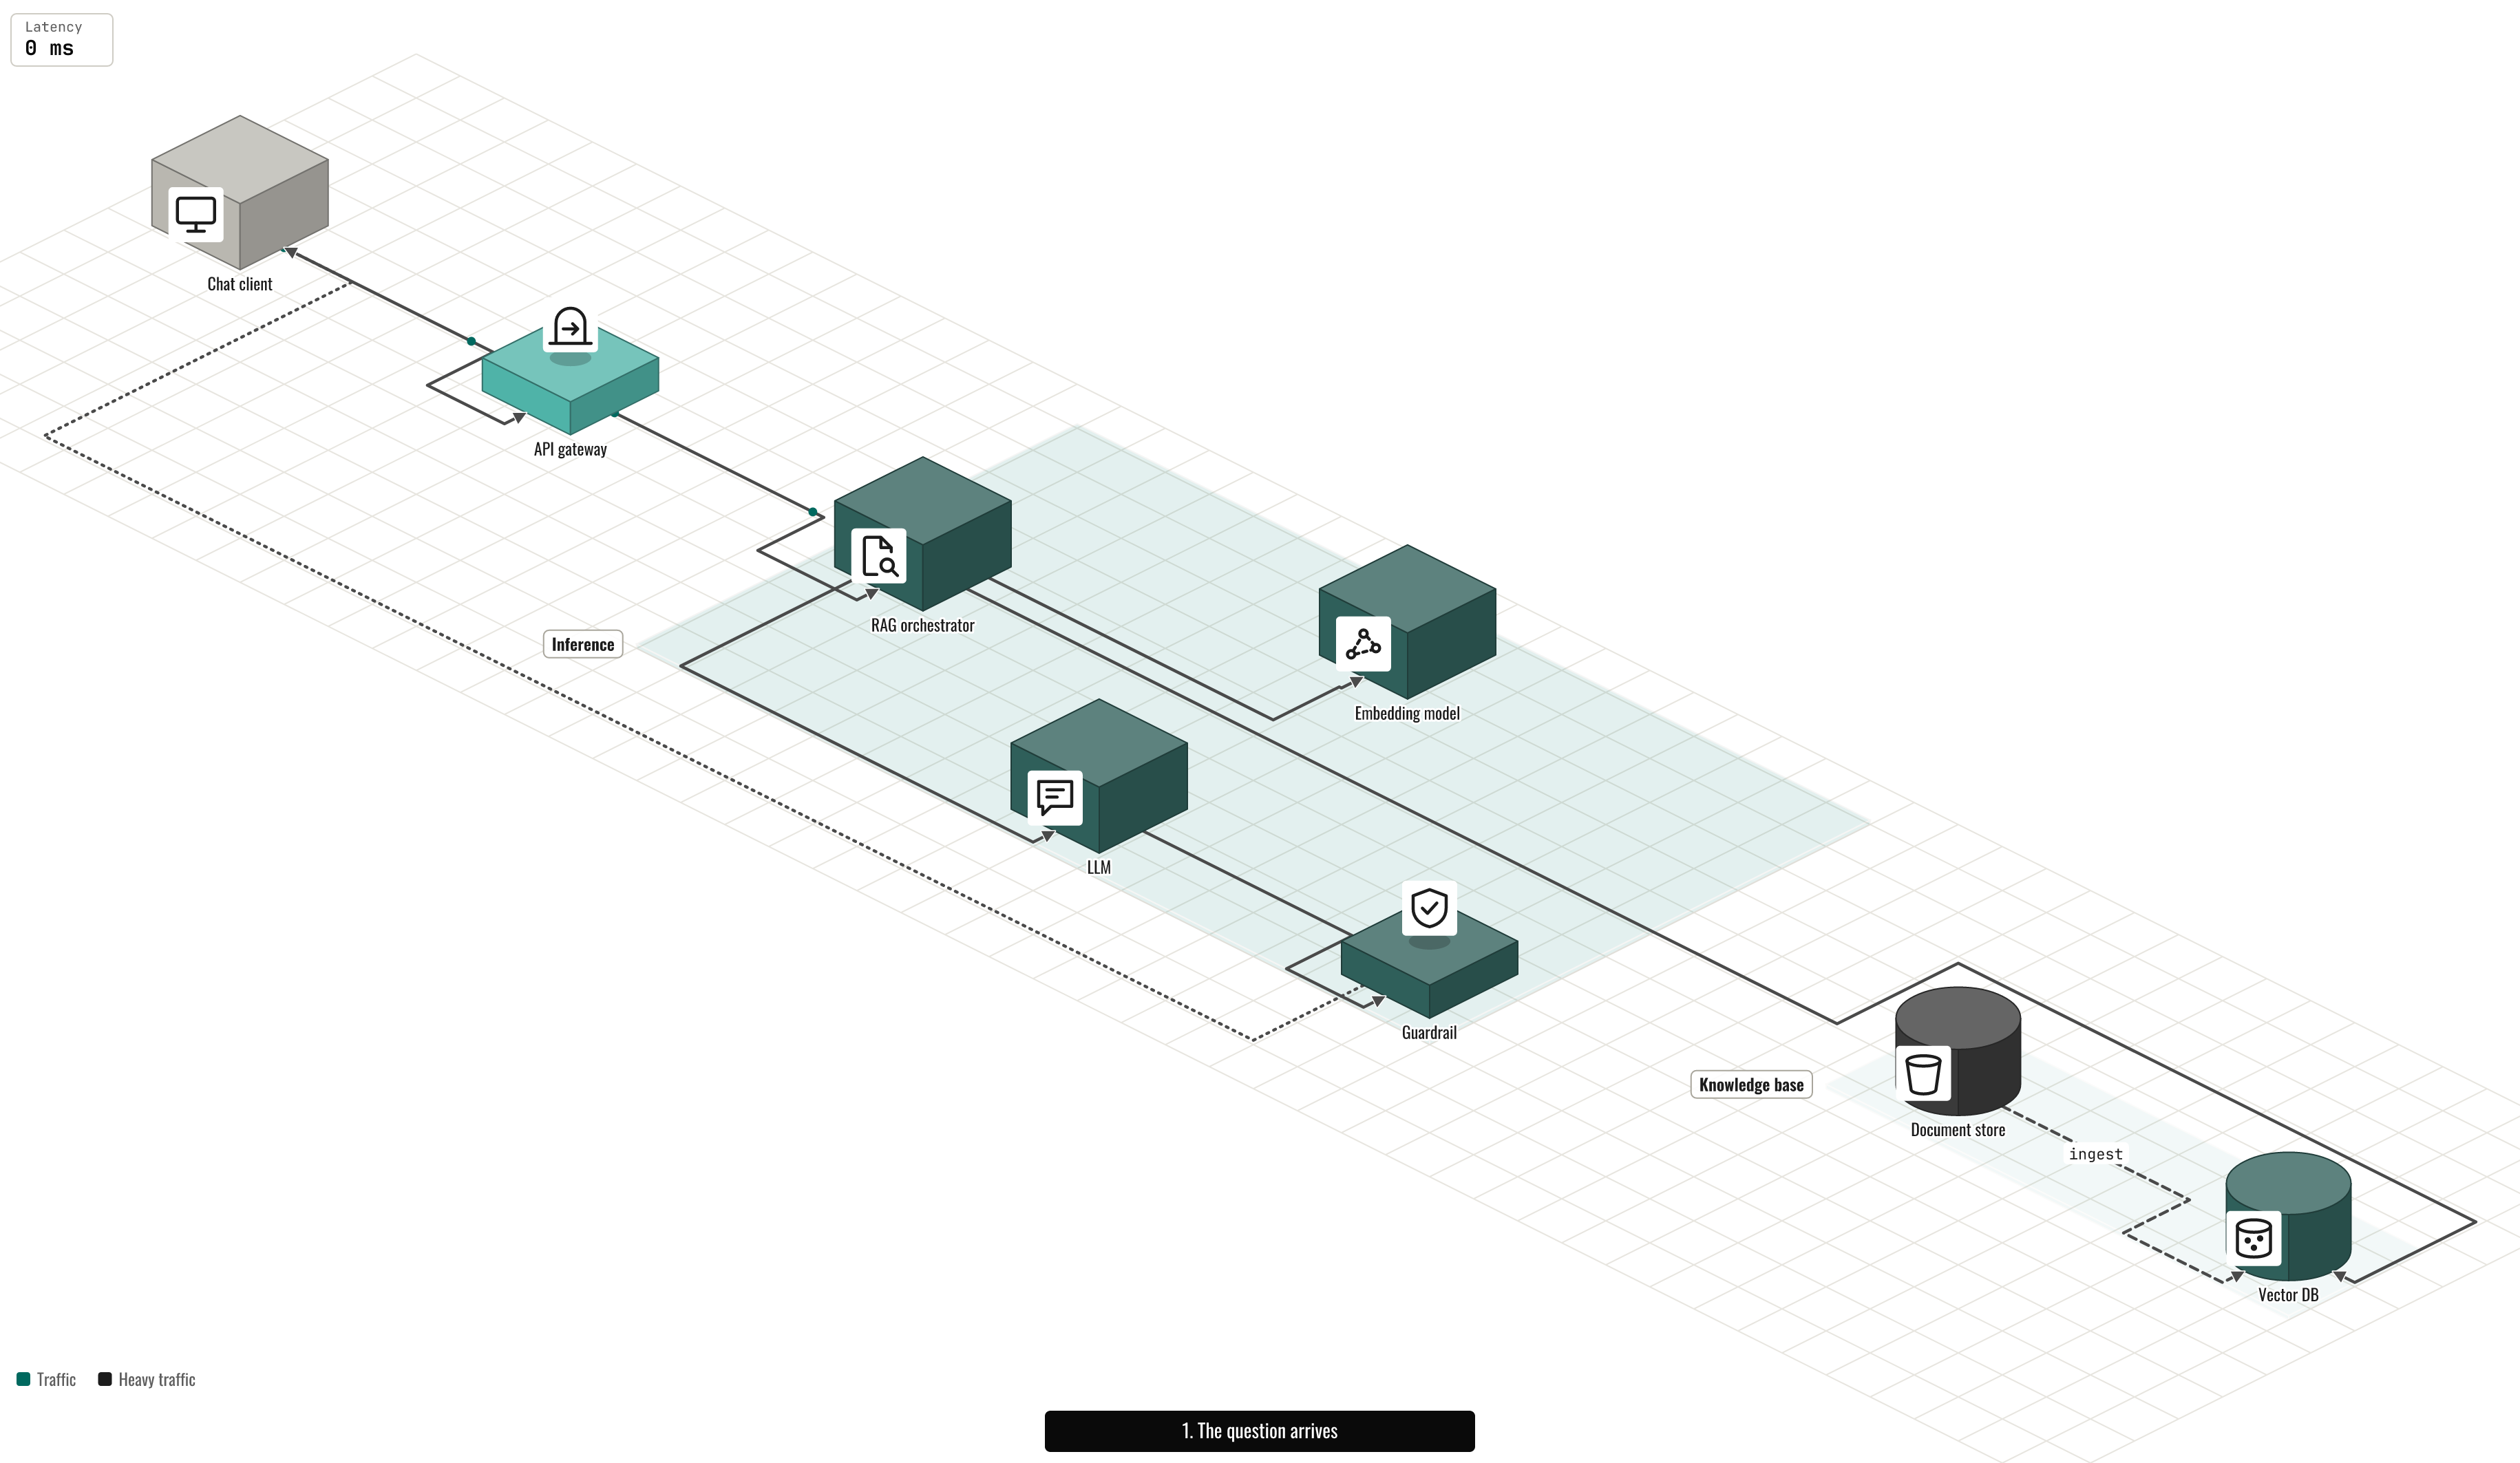 Latency
0 ms
Chat client
API gateway
RAG orchestrator
Inference
Embedding model
LLM
Guardrail
Knowledge base
Document store
ingest
Vector DB
Traffic
Heavy traffic
1. The question arrives